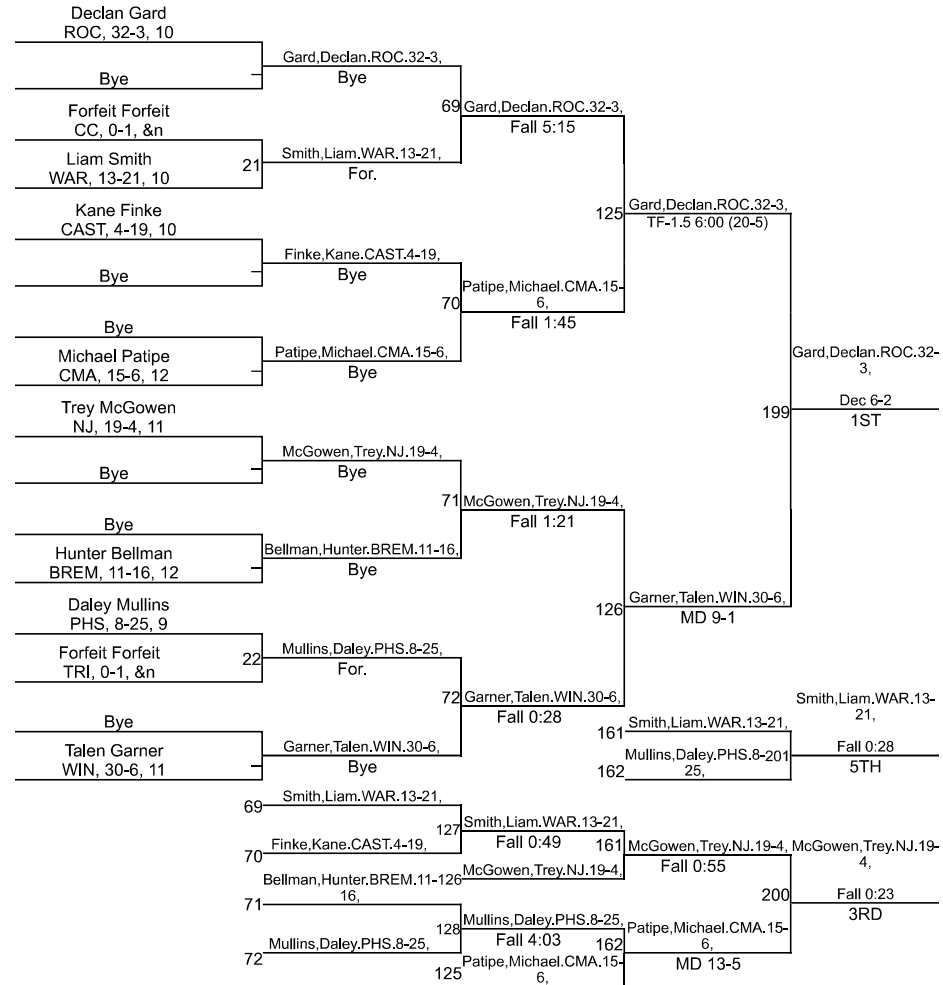 Declan Gard
ROC, 32-3, 10
Gard,Declan.ROC.32-3,
Bye
Bye
69
Gard,Declan.ROC.32-3,
Fall 5:15
Forfeit Forfeit
CC, 0-1, &n
21
Smith,Liam.WAR.13-21,
For.
Liam Smith
WAR, 13-21, 10
125
Gard,Declan.ROC.32-3,
TF-1.5 6:00 (20-5)
Kane Finke
CAST, 4-19, 10
Finke,Kane.CAST.4-19,
Bye
Bye
70
Patipe,Michael.CMA.15-
6,
Fall 1:45
Bye
Michael Patipe
CMA, 15-6, 12
Patipe,Michael.CMA.15-6,
Bye
199
Gard,Declan.ROC.32-
3,
Dec 6-2
1ST
Trey McGowen
NJ, 19-4, 11
McGowen,Trey.NJ.19-4,
Bye
Bye
71
McGowen,Trey.NJ.19-4,
Fall 1:21
Bye
Hunter Bellman
BREM, 11-16, 12
Bellman,Hunter.BREM.11-16,
Bye
126
Garner,Talen.WIN.30-6,
MD 9-1
Daley Mullins
PHS, 8-25, 9
22
Mullins,Daley.PHS.8-25,
For.
Forfeit Forfeit
TRI, 0-1, &n
72
Garner,Talen.WIN.30-6,
Fall 0:28
Bye
Talen Garner
WIN, 30-6, 11
Garner,Talen.WIN.30-6,
Bye
161
Smith,Liam.WAR.13-21,
162
Mullins,Daley.PHS.8-201
25,
Smith,Liam.WAR.13-
21,
Fall 0:28
5TH
69
Smith,Liam.WAR.13-21,
127
Smith,Liam.WAR.13-21,
Fall 0:49
161
70
Finke,Kane.CAST.4-19,
McGowen,Trey.NJ.19-4,
Fall 0:55
McGowen,Trey.NJ.19-
4,
Bellman,Hunter.BREM.11-126
16,
McGowen,Trey.NJ.19-4,
71
200
Fall 0:23
3RD
128
Mullins,Daley.PHS.8-25,
Fall 4:03
162
Patipe,Michael.CMA.15-
6,
MD 13-5
72
Mullins,Daley.PHS.8-25,
125
Patipe,Michael.CMA.15-
6,